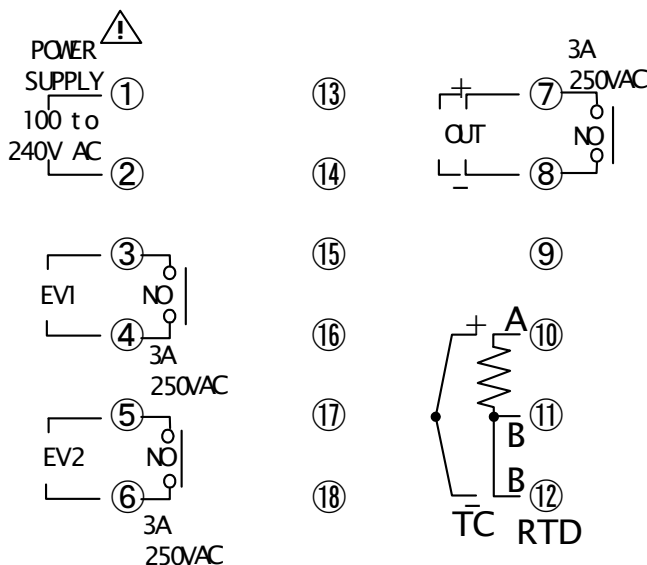 POWER
SUPPLY
100 to
240V AC
①
②
EV1
③
④
NO
3A
250VAC
EV2
⑤
⑥
NO
3A
250VAC
⑬
⑭
⑮
⑯
⑰
⑱
3A
250VAC
+
OUT
−
⑦
⑧
NO
⑨
+
A
⑩
B
⑪
B
⑫
−
TC
RTD